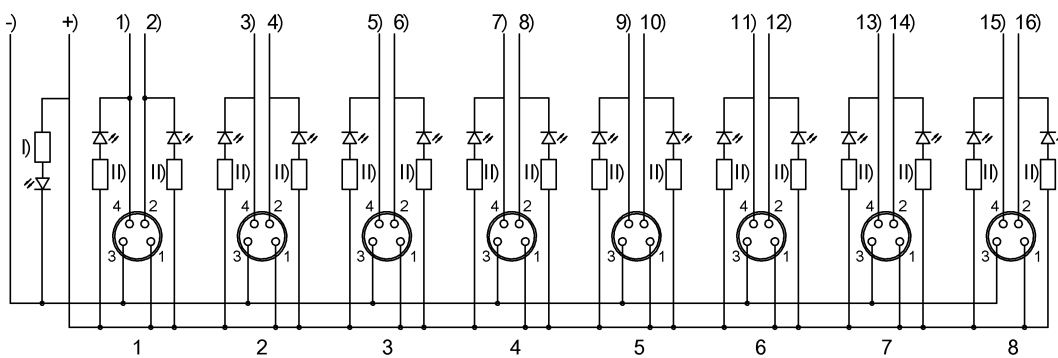 -) +) 1) 2) 3) 4) 5) 6) 7) 8) 9) 10) 11) 12) 13) 14) 15) 16)
I) II) II) II) II) II) II) II) II) II) II) II) II) II) II) II) II)
4 2 4 2 4 2 4 2 4 2 4 2 4 2
3 1 3 1 3 1 3 1 3 1 3 1 3 1 3 1
1 2 3 4 5 6 7 8